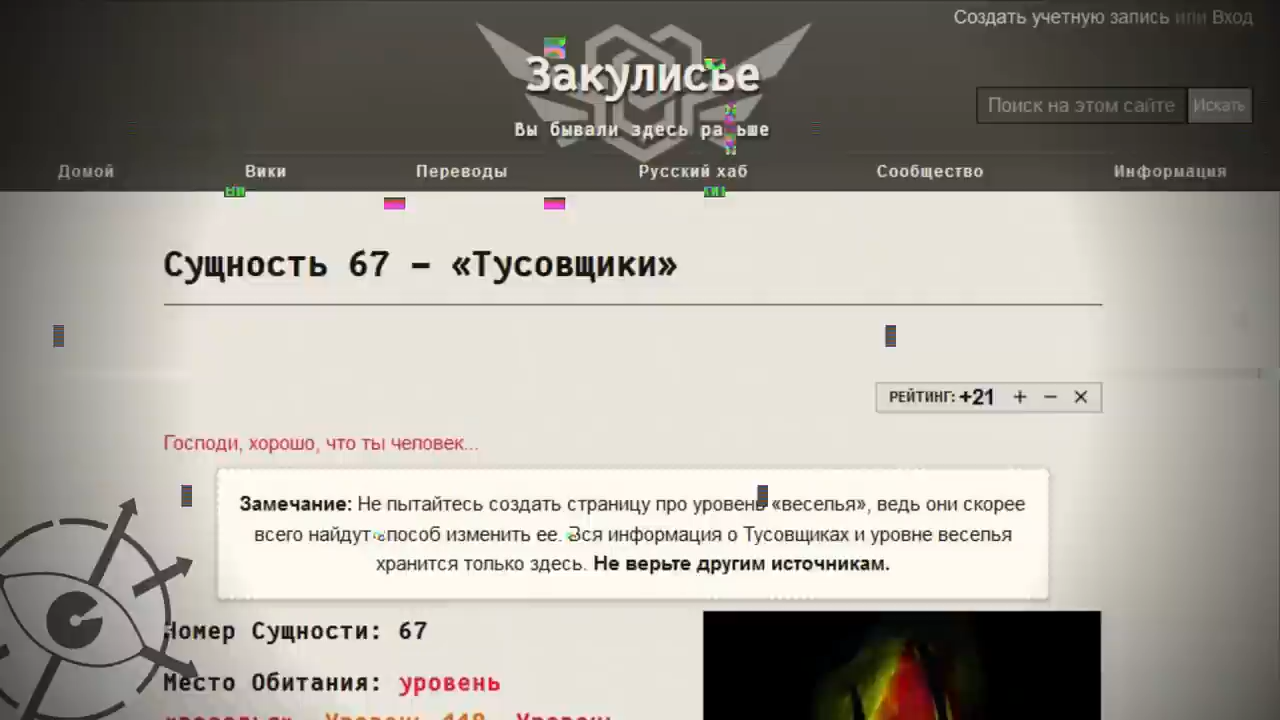 Создать учетную запись или Вход
Закулисье
Поиск на этом сайте Искать
Вы бывали здесь раньше
Домой Вики Переводы Русский хаб Сообщество Информация
Сущность 67 – «Тусовщики»
РЕЙТИНГ: +21 + − ×
Господи, хорошо, что ты человек...
Замечание: Не пытайтесь создать страницу про уровень «веселья», ведь они скорее
всего найдут способ изменить ее. Вся информация о Тусовщиках и уровне веселья
хранится только здесь. Не верьте другим источникам.
Номер Сущности: 67
Место Обитания: уровень